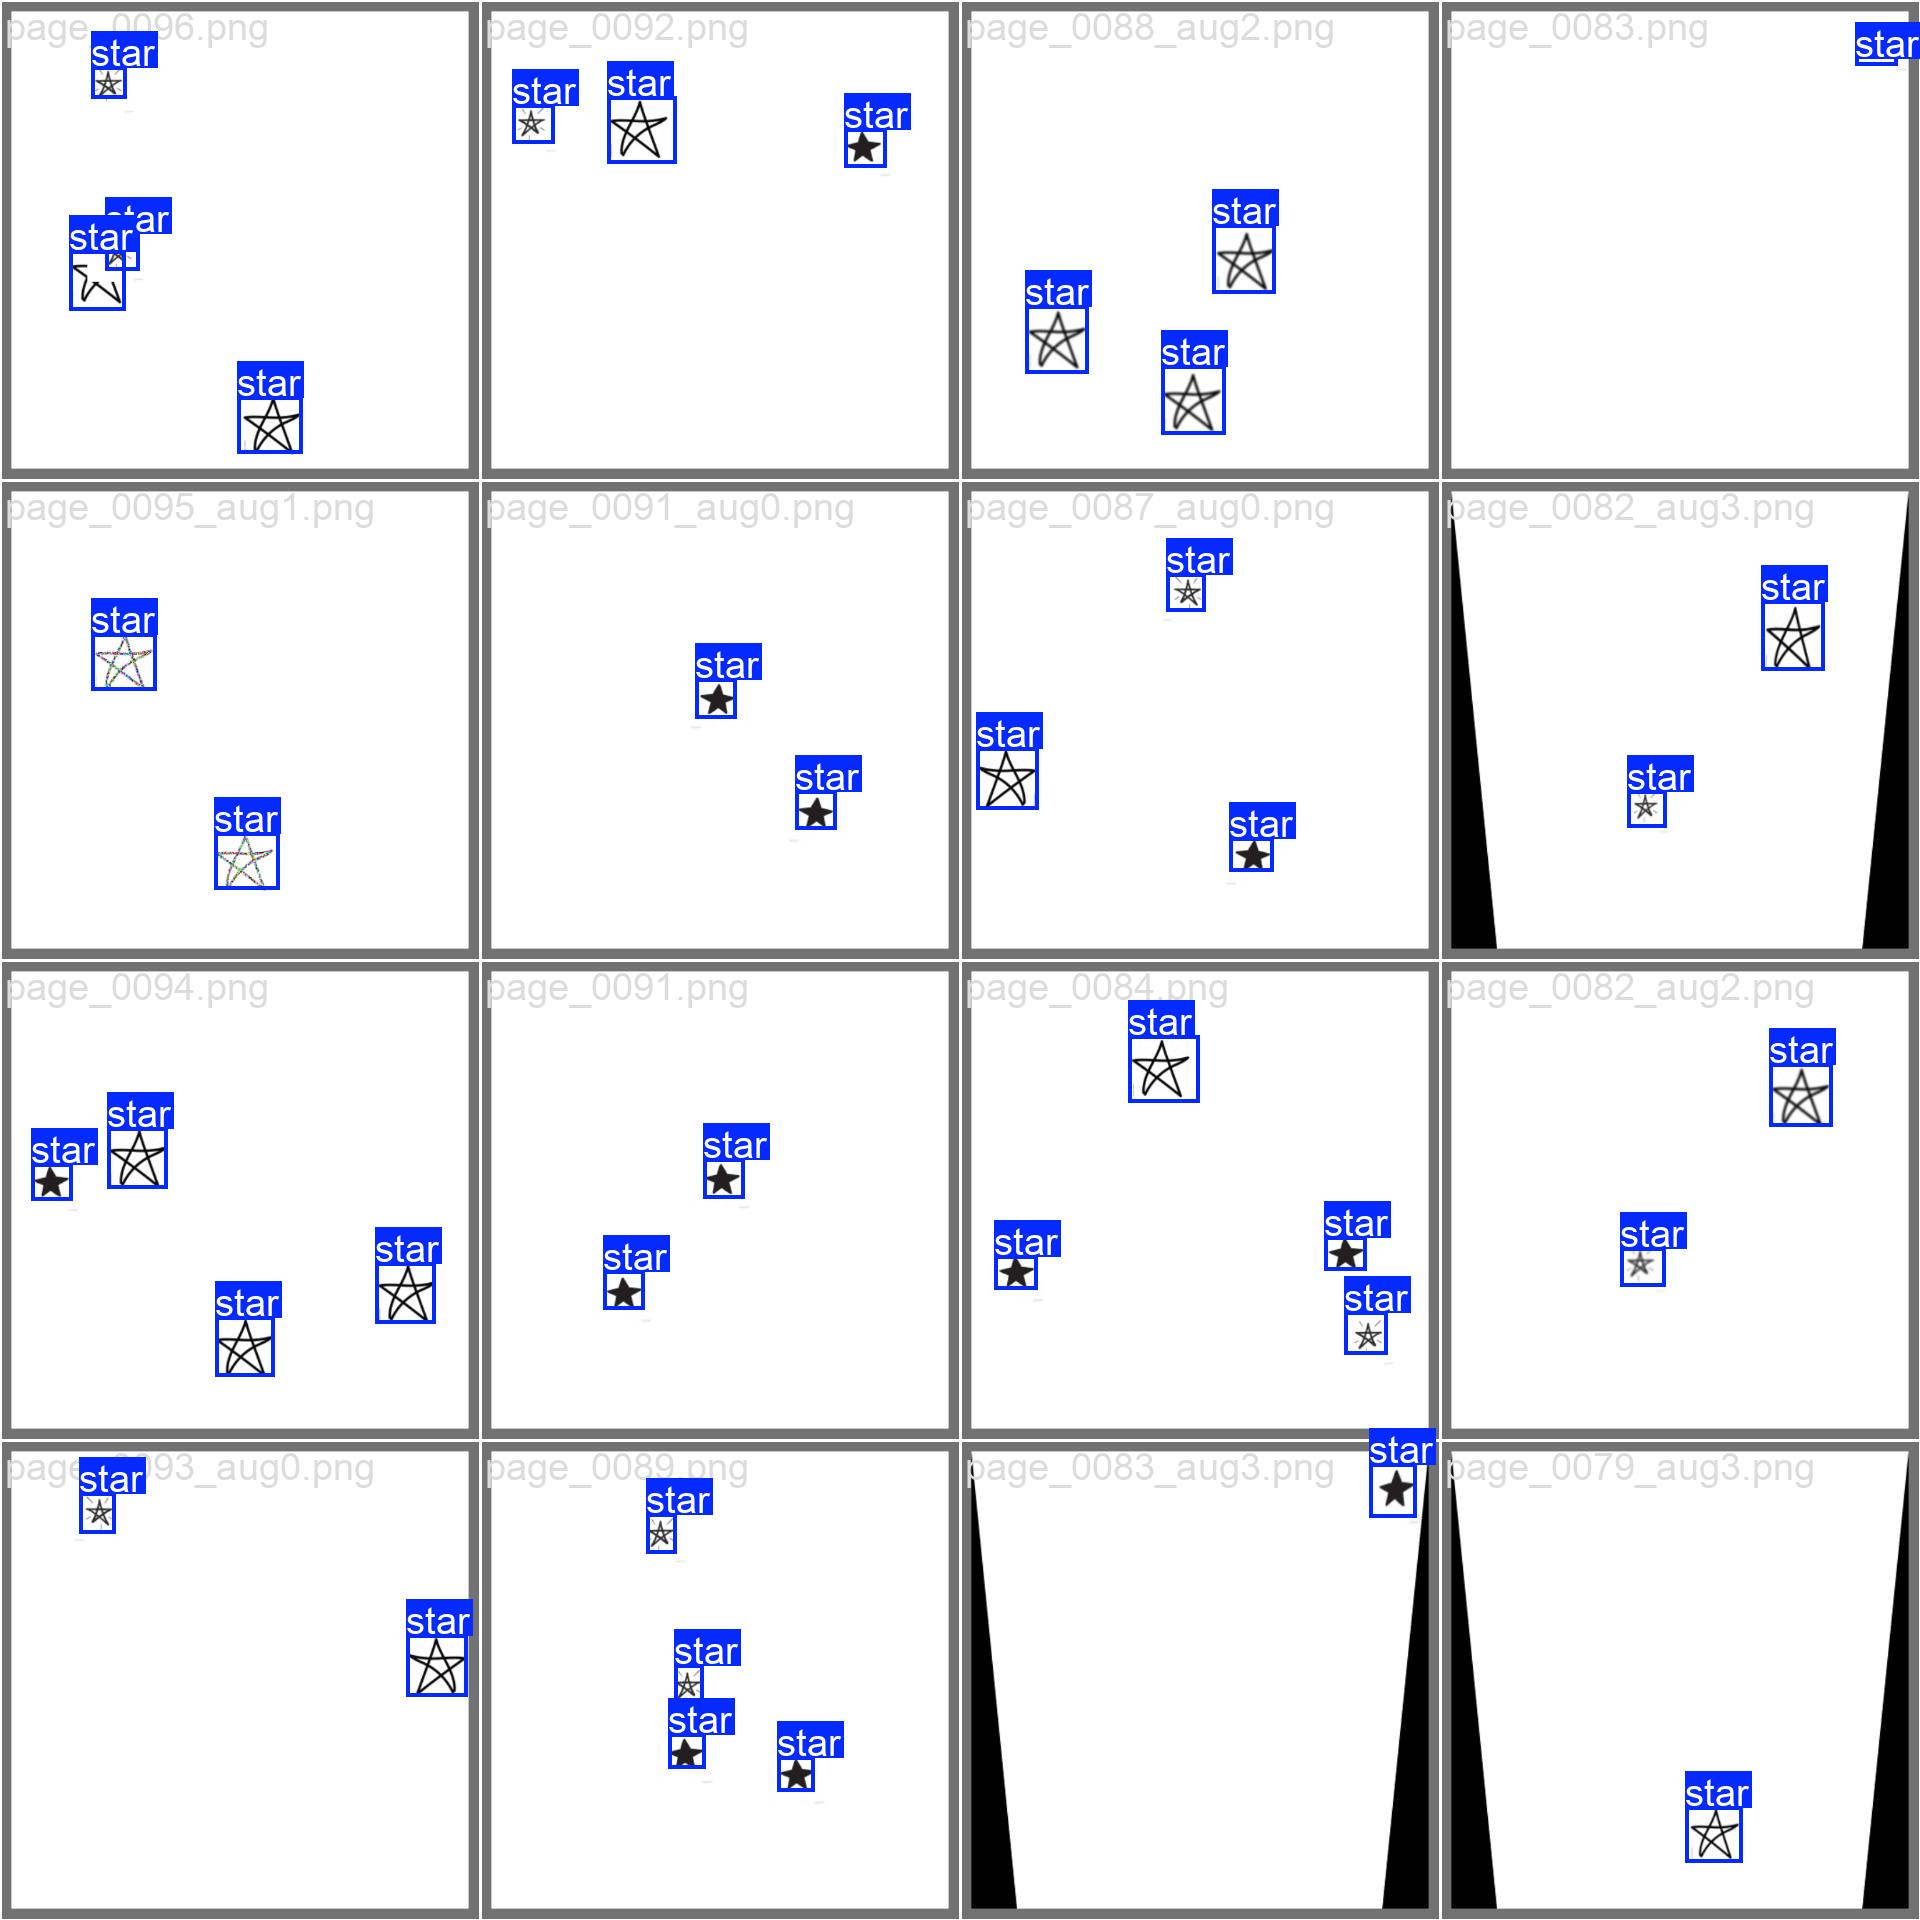 page_0096.png
star
star
star
star
page_0092.png
star
star
star
page_0088_aug2.png
star
star
star
page_0083.png
star
page_0095_aug1.png
star
star
page_0091_aug0.png
star
star
page_0087_aug0.png
star
star
star
page_0082_aug3.png
star
star
page_0094.png
star
star
star
star
page_0091.png
star
star
page_0084.png
star
star
star
star
page_0082_aug2.png
star
star
page_0093_aug0.png
star
star
page_0089.png
star
star
star
star
page_0083_aug3.png
star
page_0079_aug3.png
star